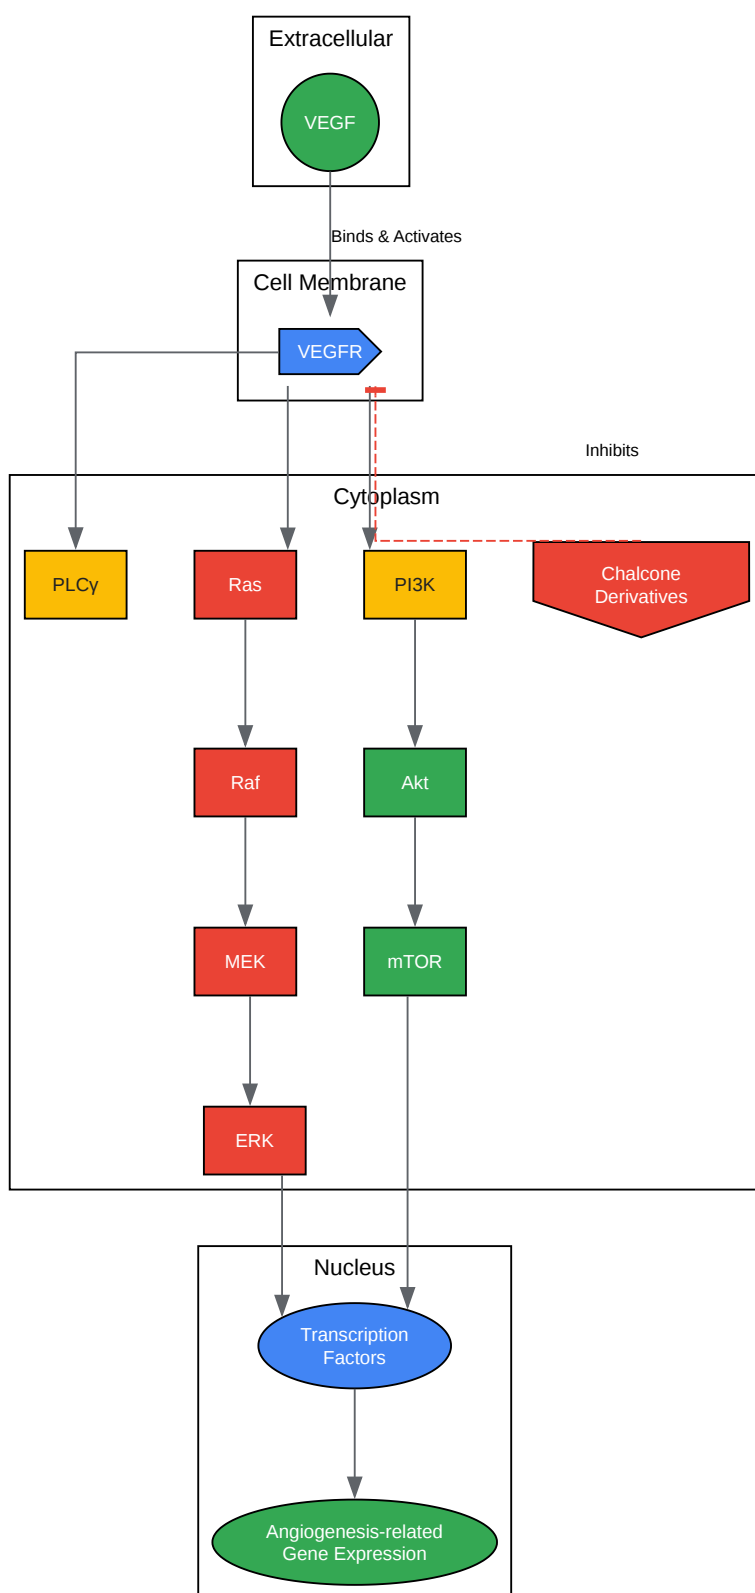 Extracellular
VEGF
Binds & Activates
Cell Membrane
VEGFR
Inhibits
Cytoplasm
PLCγ
Ras
PI3K
Chalcone
Derivatives
Raf
Akt
MEK
mTOR
ERK
Nucleus
Transcription
Factors
Angiogenesis-related
Gene Expression